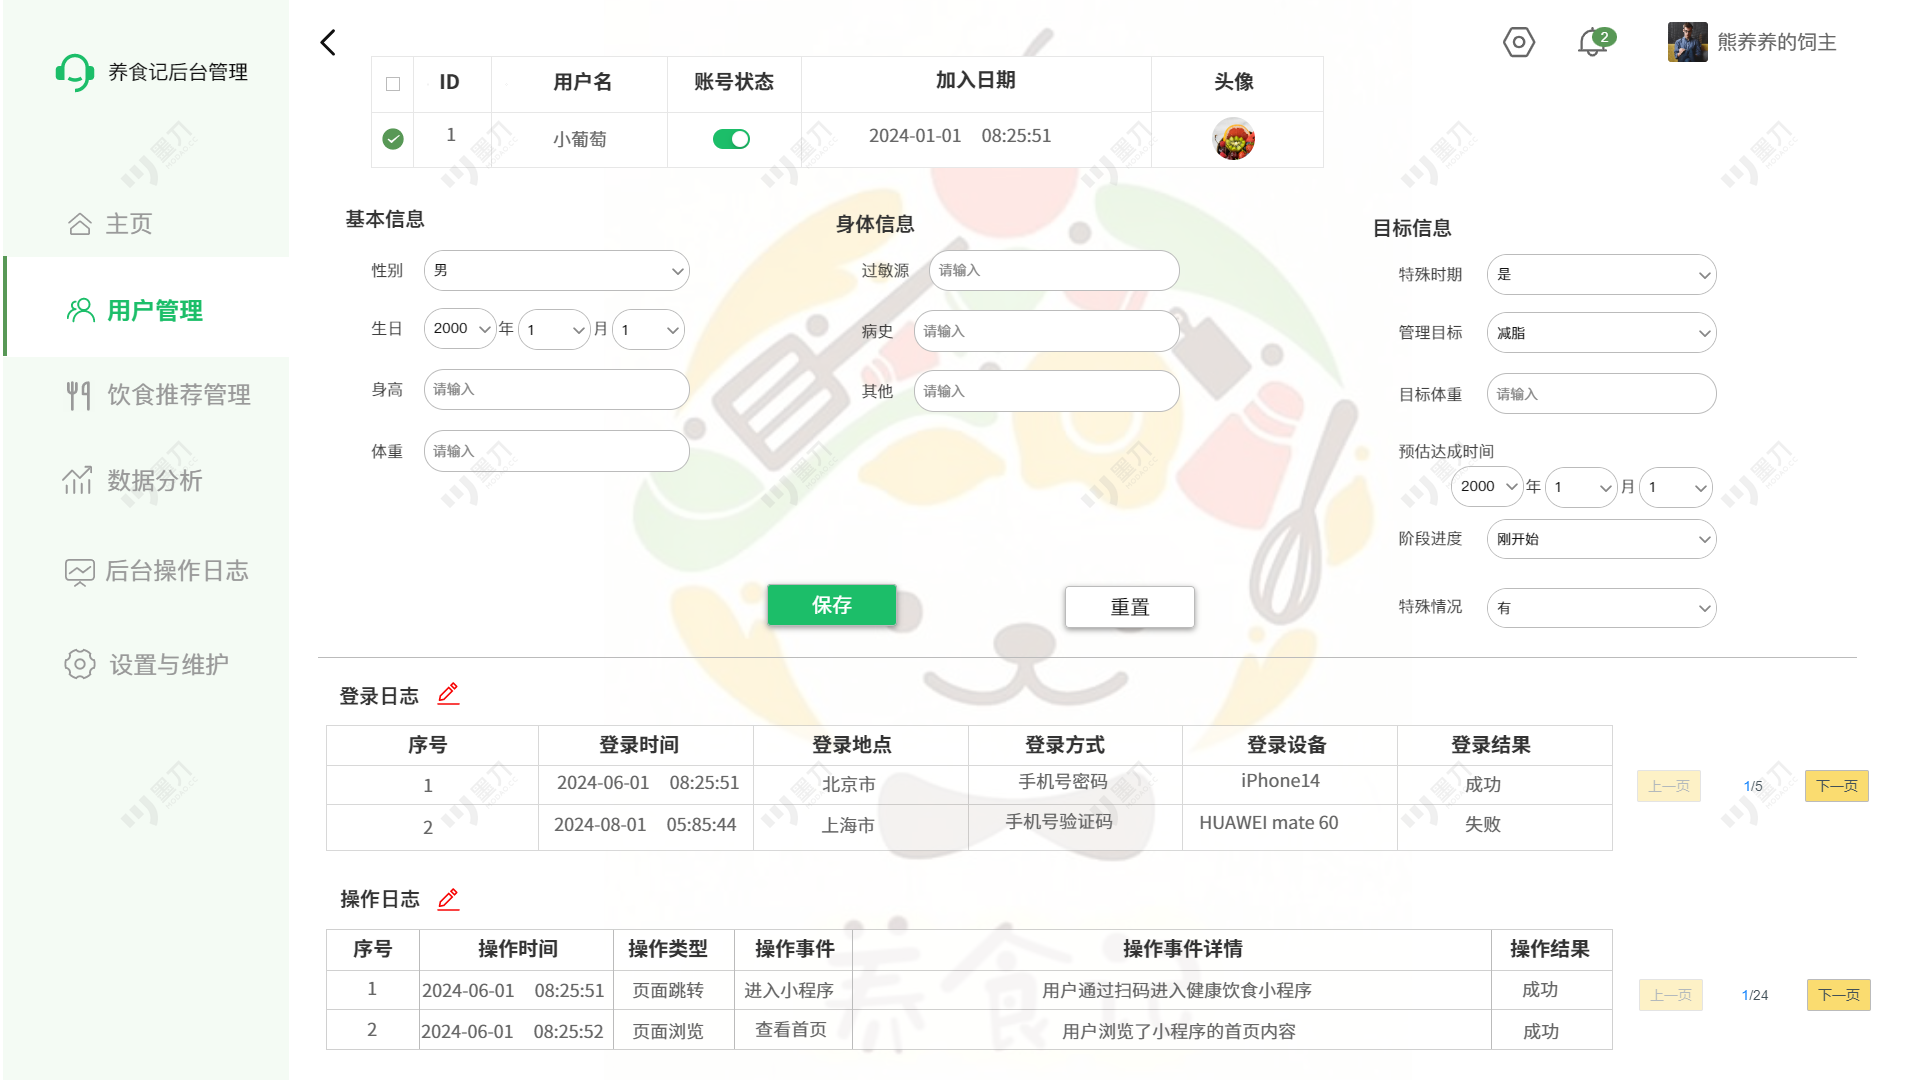 养食记后台管理
主页
用户管理
饮食推荐管理
数据分析
后台操作日志
设置与维护
2
熊养养的饲主
ID 用户名 账号状态 加入日期 头像
1 小葡萄 2024-01-01 08:25:51
基本信息
性别 男
生日 2000 年 1 月 1
身高 请输入
体重 请输入
身体信息
过敏源 请输入
病史 请输入
其他 请输入
目标信息
特殊时期 是
管理目标 减脂
目标体重 请输入
预估达成时间
2000 年 1 月 1
阶段进度 刚开始
特殊情况 有
保存 重置
登录日志
序号 登录时间 登录地点 登录方式 登录设备 登录结果
1 2024-06-01 08:25:51 北京市 手机号密码 iPhone14 成功
2 2024-08-01 05:85:44 上海市 手机号验证码 HUAWEI mate 60 失败
上一页 1/5 下一页
操作日志
序号 操作时间 操作类型 操作事件 操作事件详情 操作结果
1 2024-06-01 08:25:51 页面跳转 进入小程序 用户通过扫码进入健康饮食小程序 成功
2 2024-06-01 08:25:52 页面浏览 查看首页 用户浏览了小程序的首页内容 成功
上一页 1/24 下一页
养食记
墨刀
MODAO.CC